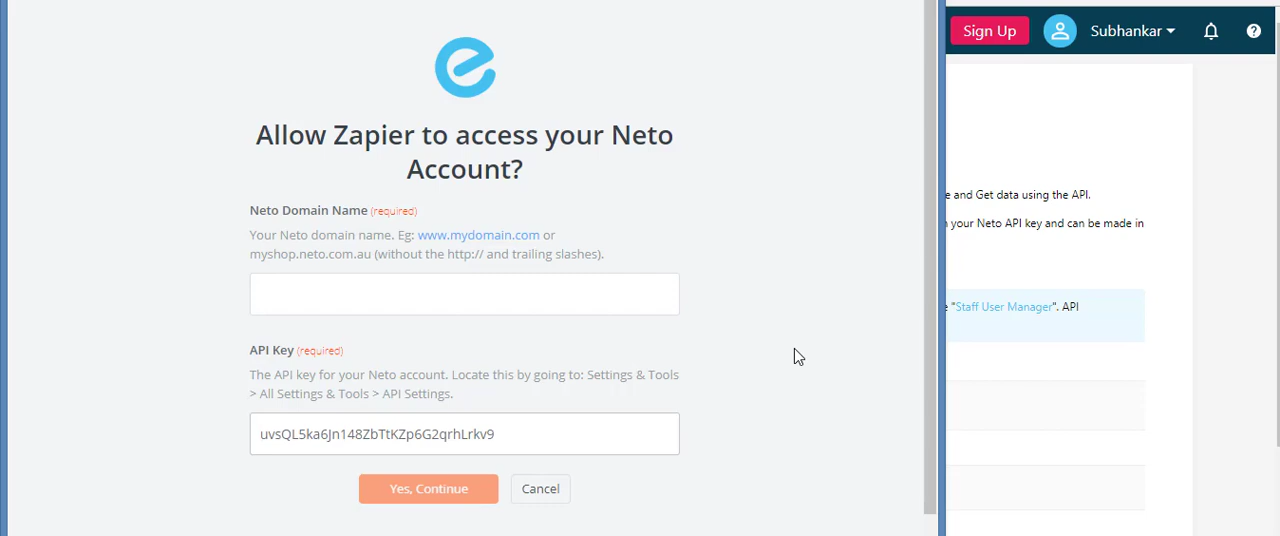 Sign Up
Subhankar
Allow Zapier to access your Neto
Account?
Neto Domain Name (required)
Your Neto domain name. Eg: www.mydomain.com or
myshop.neto.com.au (without the http:// and trailing slashes).
API Key (required)
The API key for your Neto account. Locate this by going to: Settings & Tools
> All Settings & Tools > API Settings.
uvsQL5ka6Jn148ZbTtKZp6G2qrhLrkv9
Yes, Continue
Cancel
e and Get data using the API.
your Neto API key and can be made in
e "Staff User Manager". API